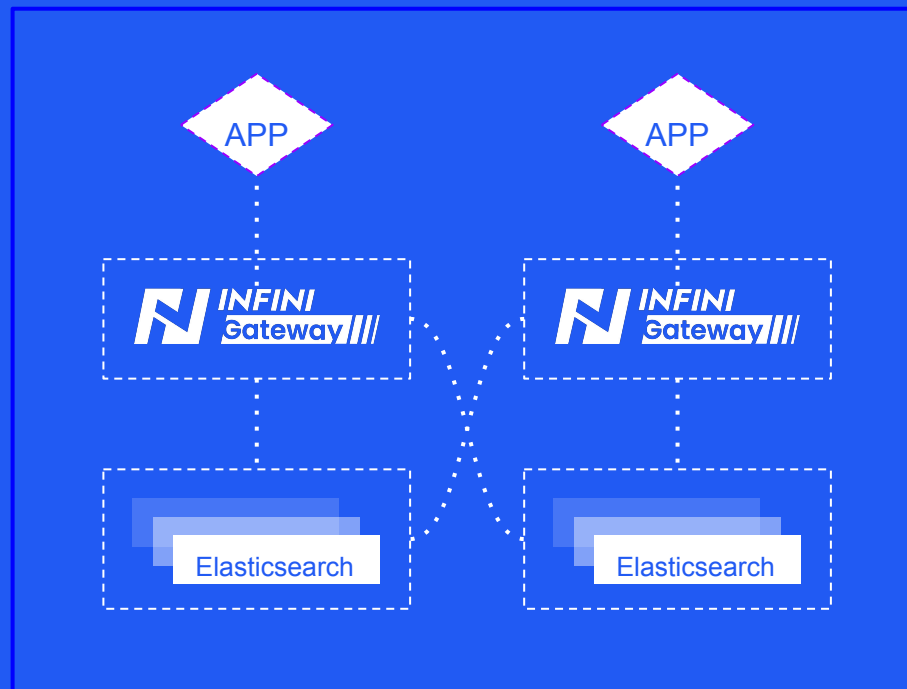 APP
APP
INFINI
Gateway
INFINI
Gateway
Elasticsearch
Elasticsearch